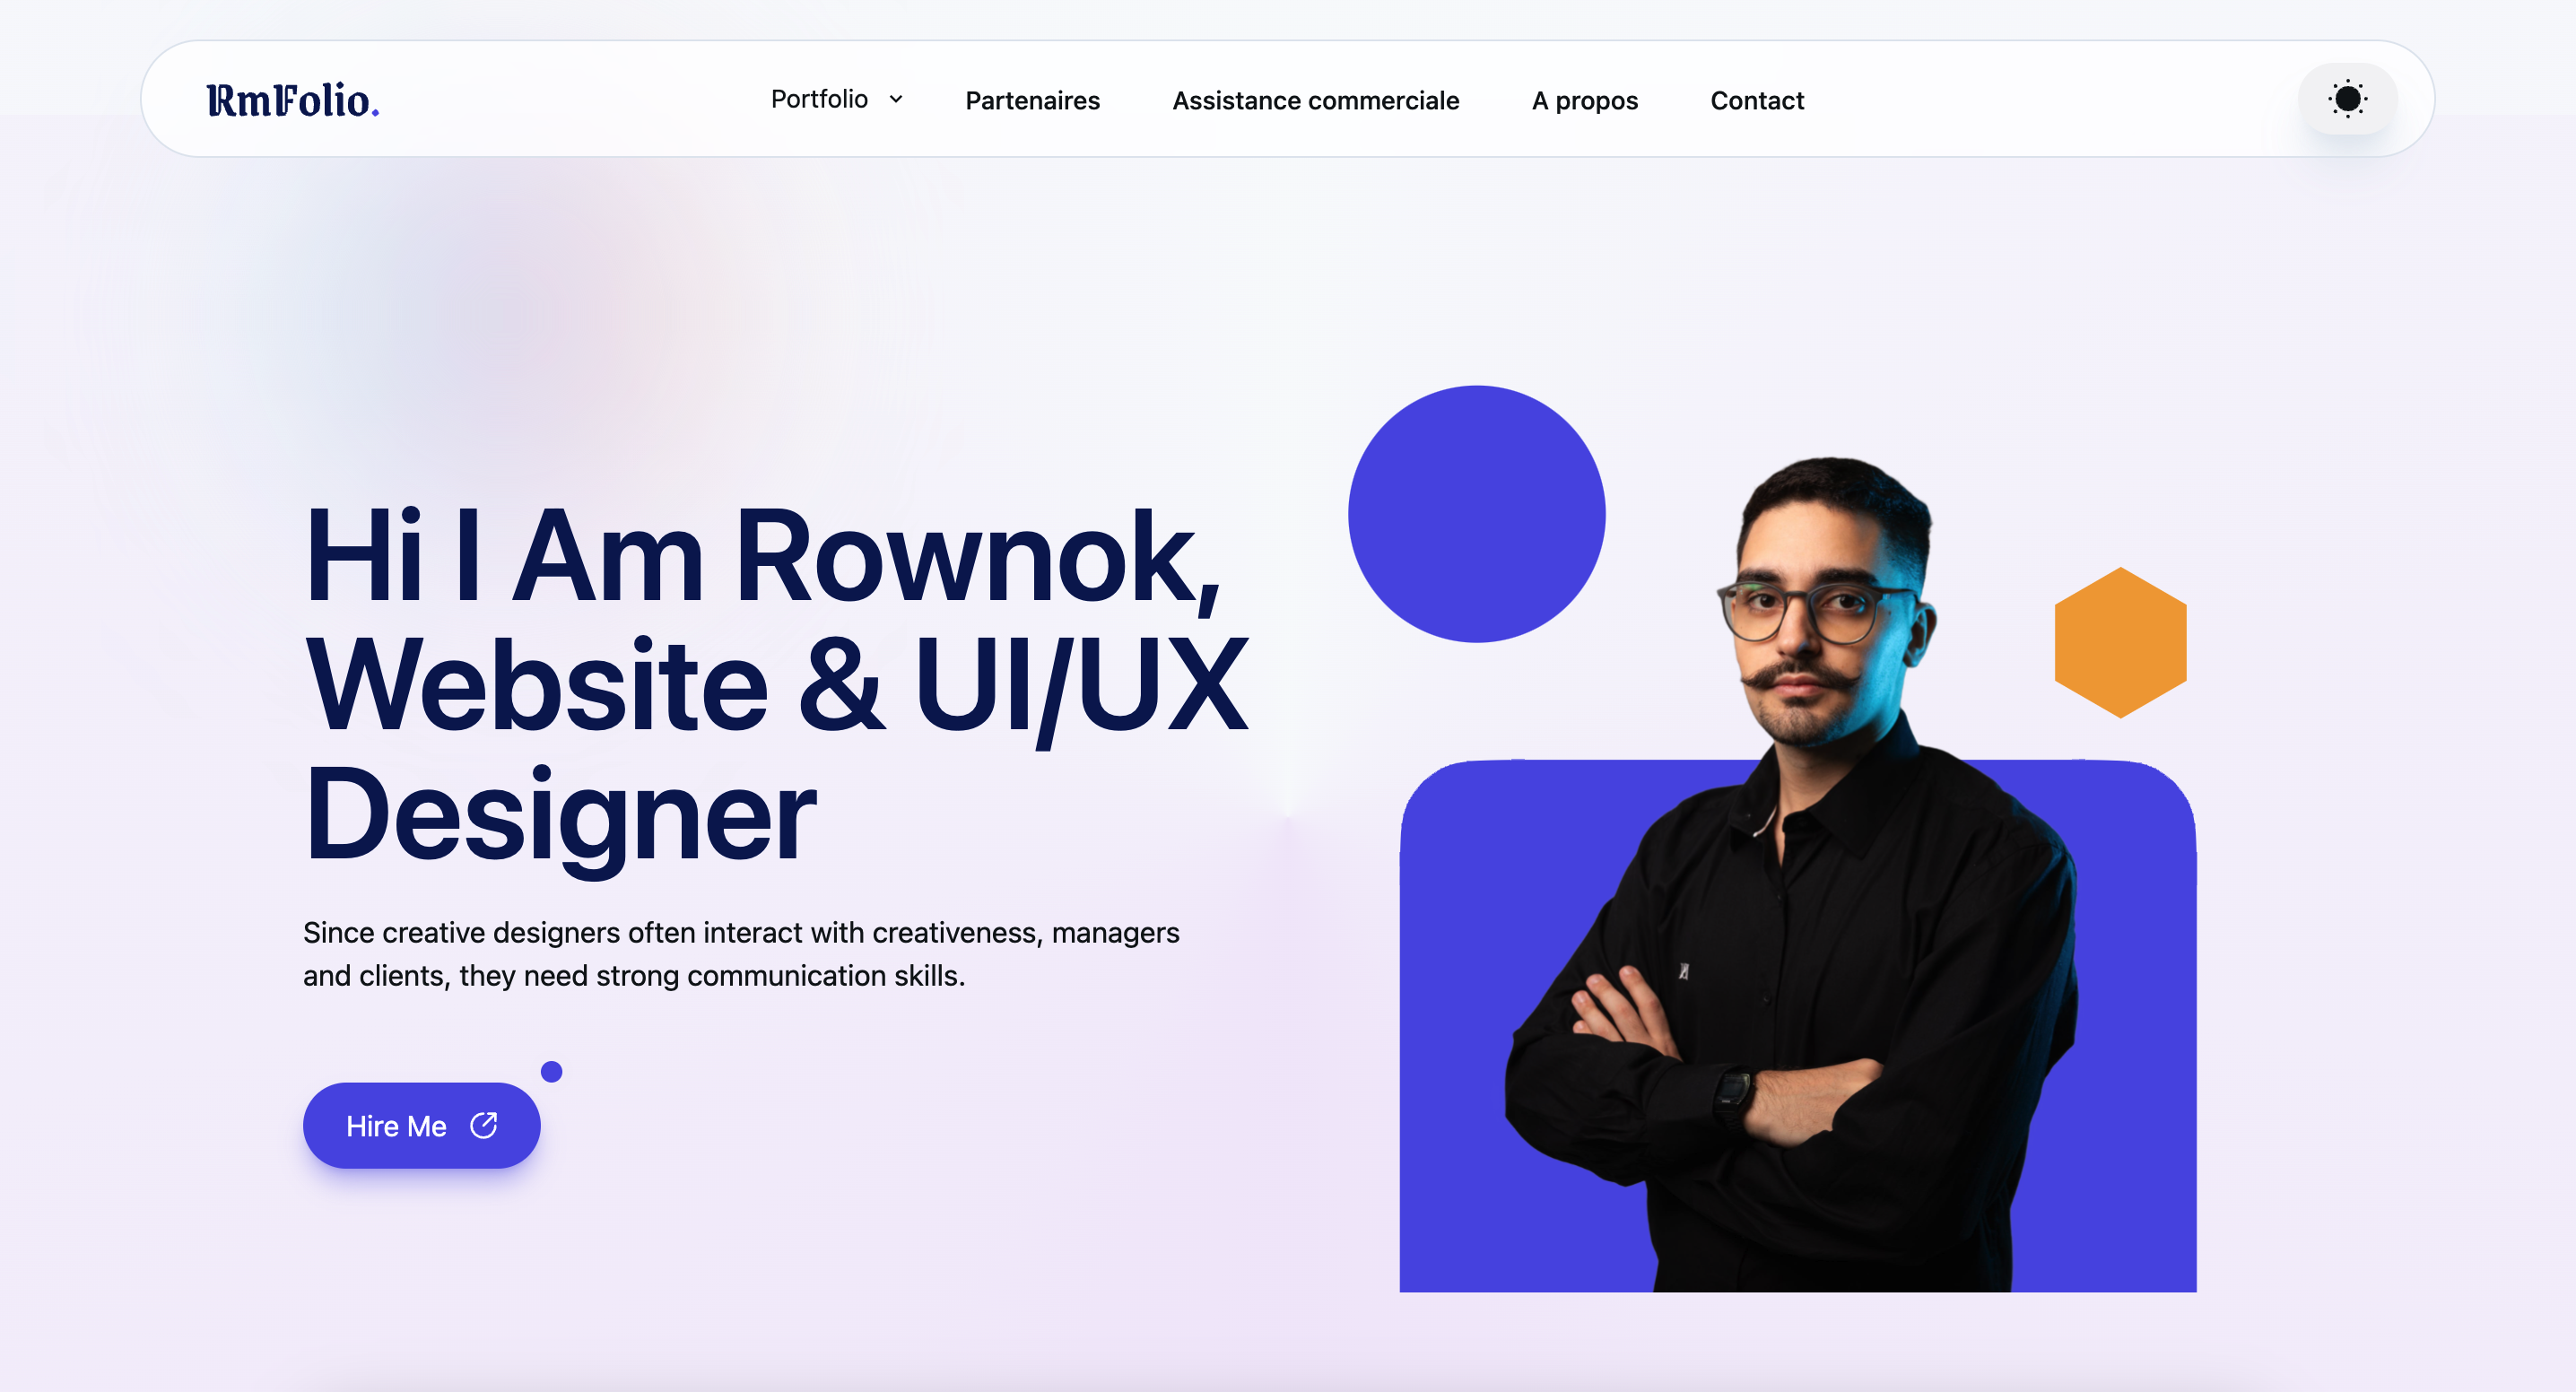 RmFolio.
Portfolio
Partenaires
Assistance commerciale
A propos
Contact
Hi I Am Rownok,
Website & UI/UX
Designer
Since creative designers often interact with creativeness, managers
and clients, they need strong communication skills.
Hire Me